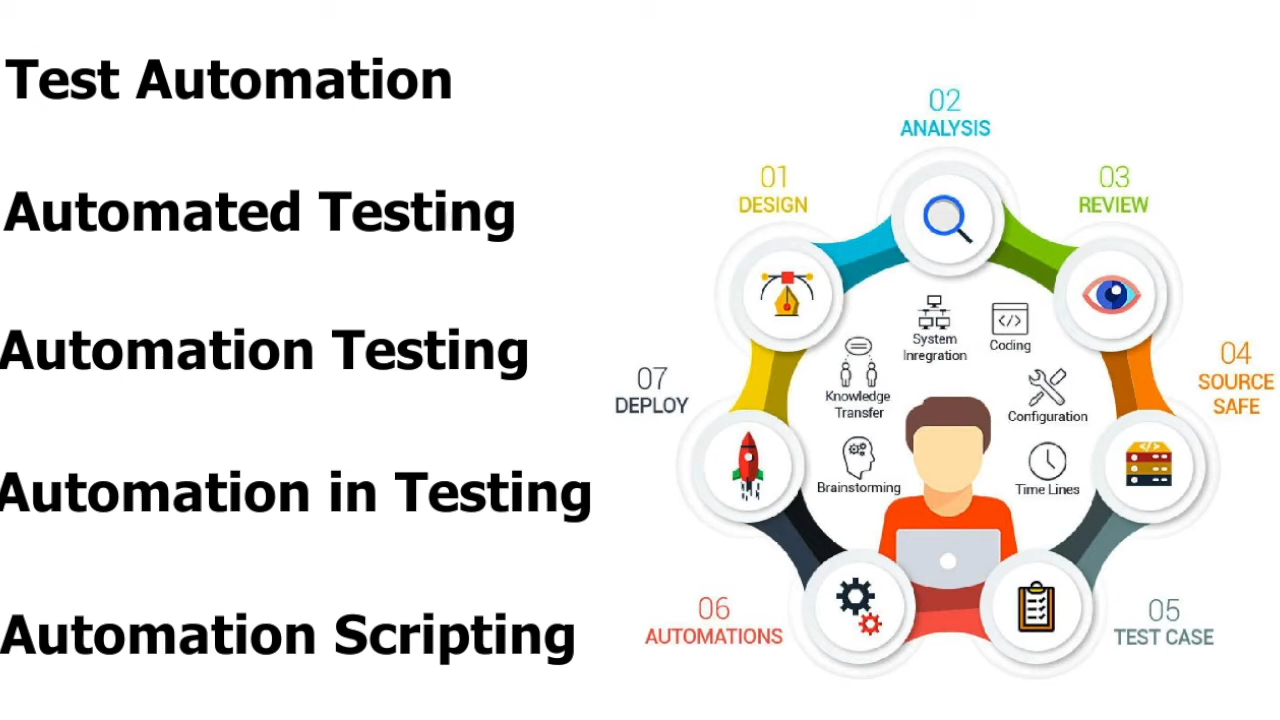 Test Automation
Automated Testing
Automation Testing
Automation in Testing
Automation Scripting
02
ANALYSIS
01
DESIGN
03
REVIEW
System
Inregration
Coding
04
SOURCE
SAFE
07
DEPLOY
Knowledge
Transfer
Configuration
Brainstorming
Time Lines
06
AUTOMATIONS
05
TEST CASE